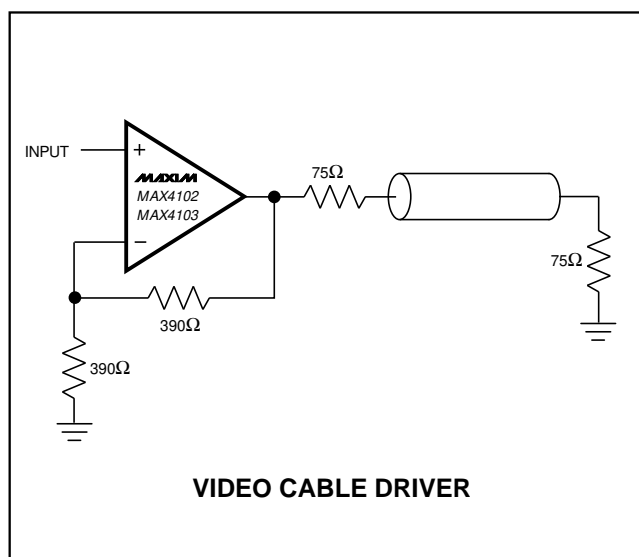 INPUT
+
MAXIM
MAX4102
MAX4103
−
75Ω
75Ω
390Ω
390Ω
VIDEO CABLE DRIVER